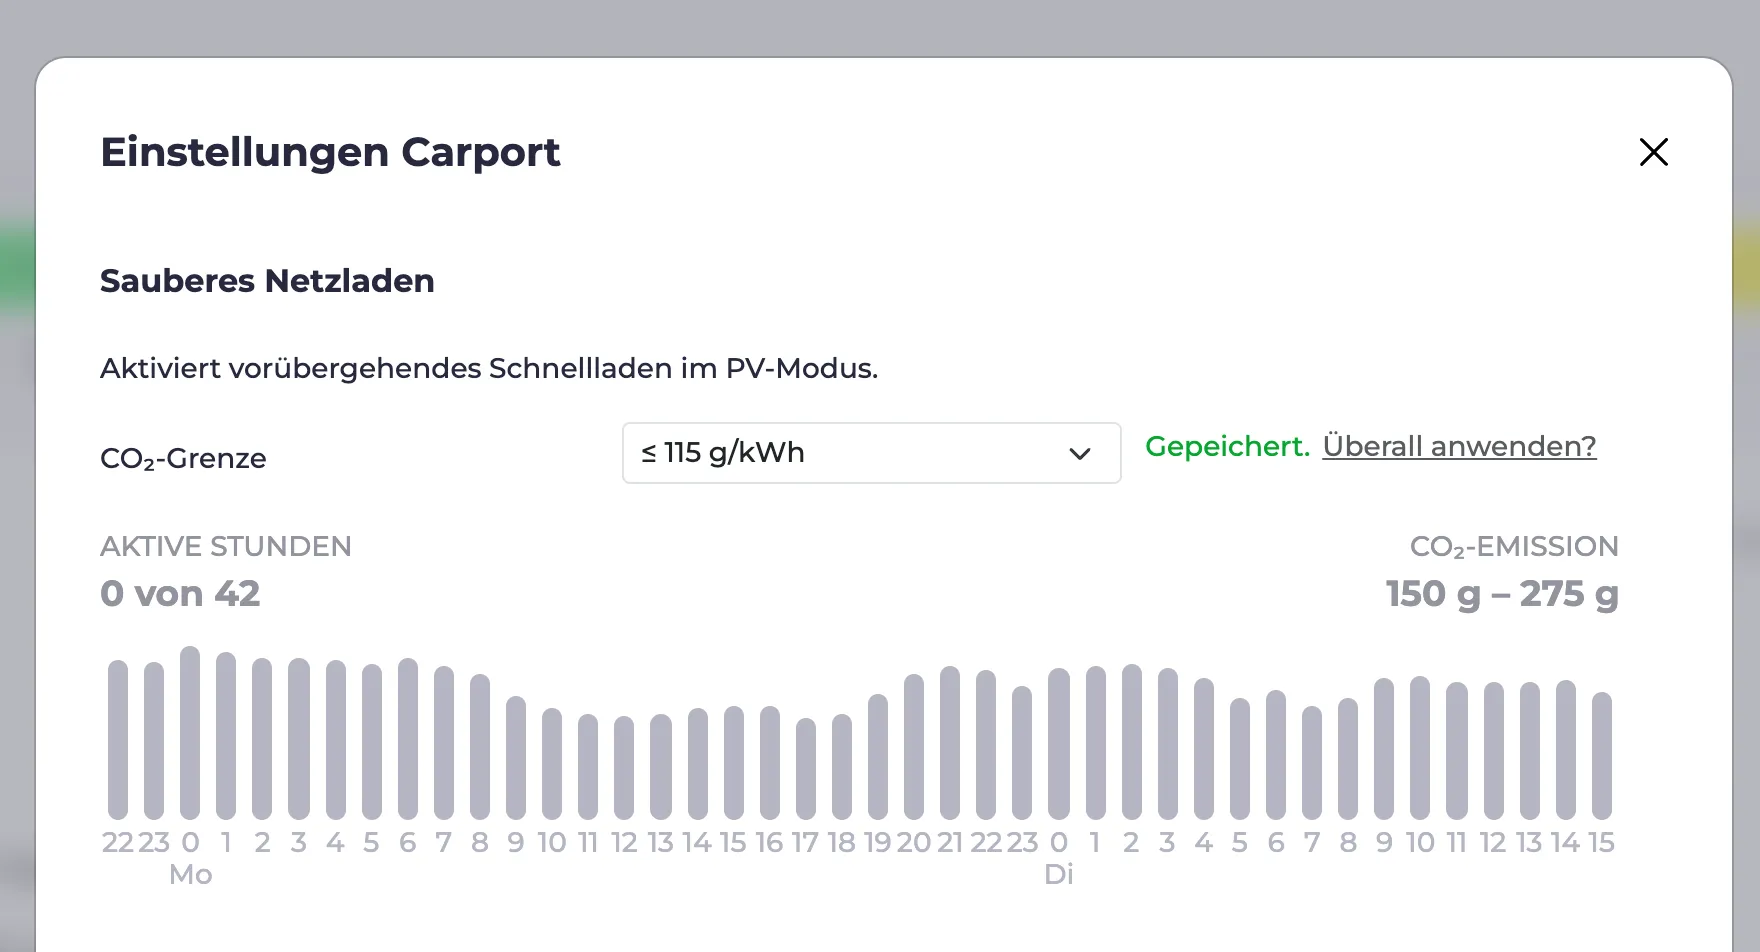 Einstellungen Carport
Sauberes Netzladen
Aktiviert vorübergehendes Schnellladen im PV-Modus.
CO₂-Grenze ≤ 115 g/kWh Gepeichert. Überall anwenden?
AKTIVE STUNDEN CO₂-EMISSION
0 von 42 150 g – 275 g
22 23 0 1 2 3 4 5 6 7 8 9 10 11 12 13 14 15 16 17 18 19 20 21 22 23 0 1 2 3 4 5 6 7 8 9 10 11 12 13 14 15
Mo Di